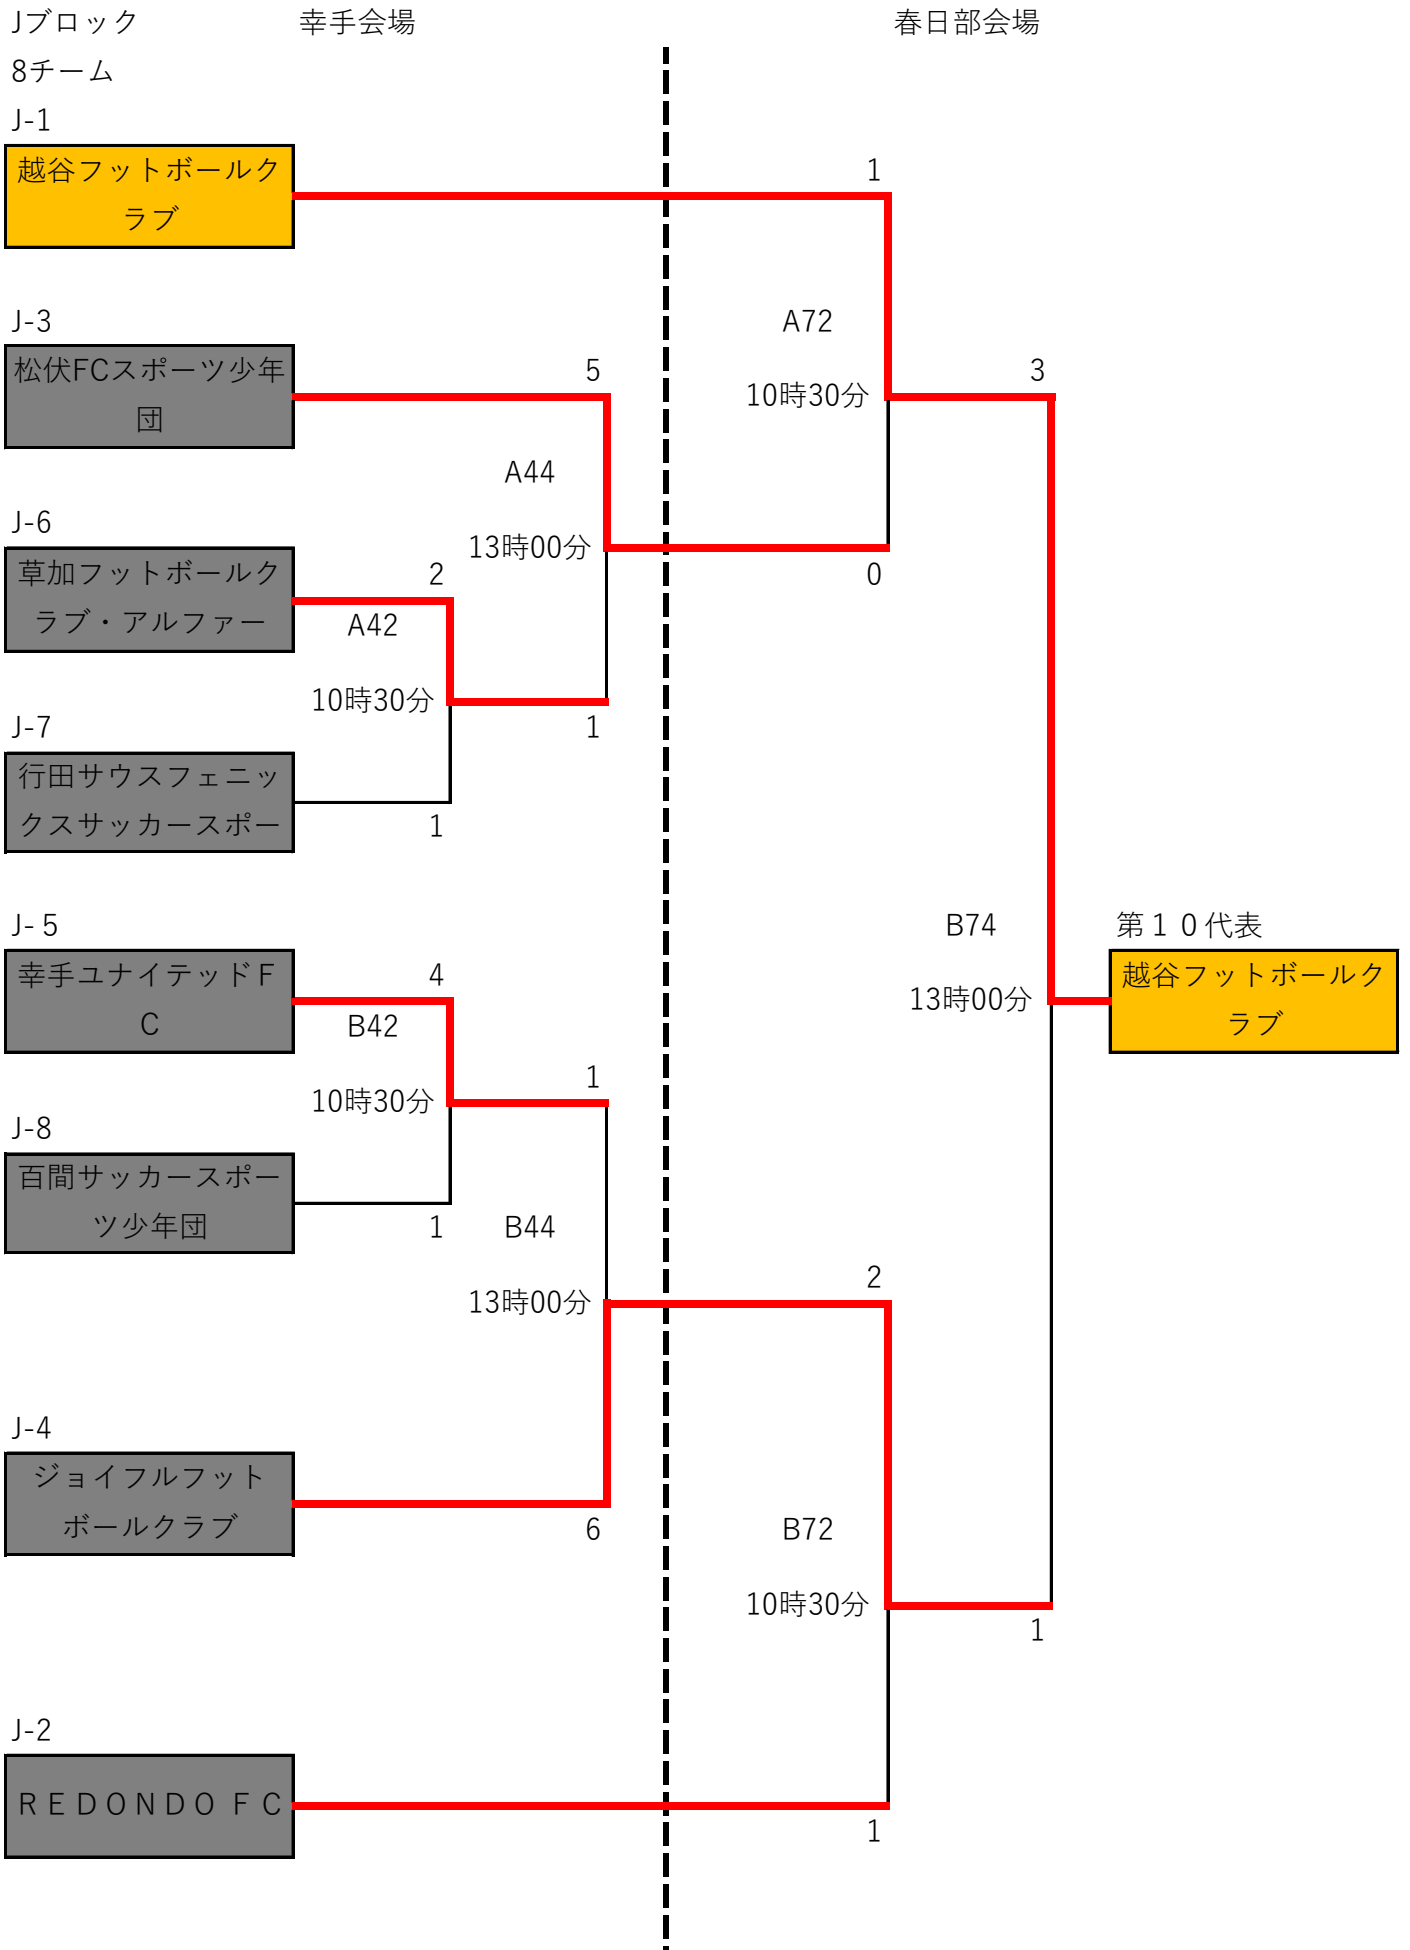 Jブロック 幸手会場 春日部会場
8チーム
J-1
越谷フットボールク
ラブ
1
J-3
松伏FCスポーツ少年
団
5
A72
10時30分
3
A44
13時00分
J-6
草加フットボールク
ラブ・アルファー
2
A42
10時30分
0
J-7
行田サウスフェニッ
クスサッカースポー
1
1
J-５
幸手ユナイテッドＦ
Ｃ
4
B42
10時30分
1
B74
13時00分
第１０代表
越谷フットボールク
ラブ
J-8
百間サッカースポー
ツ少年団
1
B44
13時00分
2
J-4
ジョイフルフット
ボールクラブ
6
B72
10時30分
1
J-2
ＲＥＤＯＮＤＯ ＦＣ
1